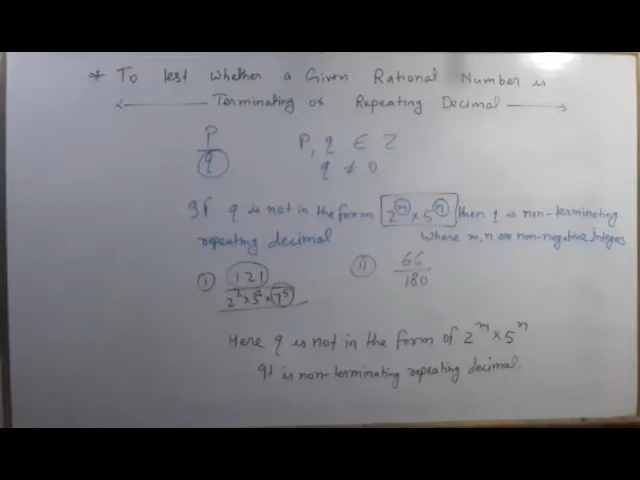 * To test whether a Given Rational Number is
Terminating or Repeating Decimal
P/q P, q ∈ Z
q ≠ 0
If q is not in the form 2^m × 5^n then q is non-terminating
repeating decimal where m, n are non-negative integers
(i) 121/(2^3 × 5^2 × 7^5) (ii) 66/180
Here q is not in the form of 2^m × 5^n
It is non-terminating repeating decimal.